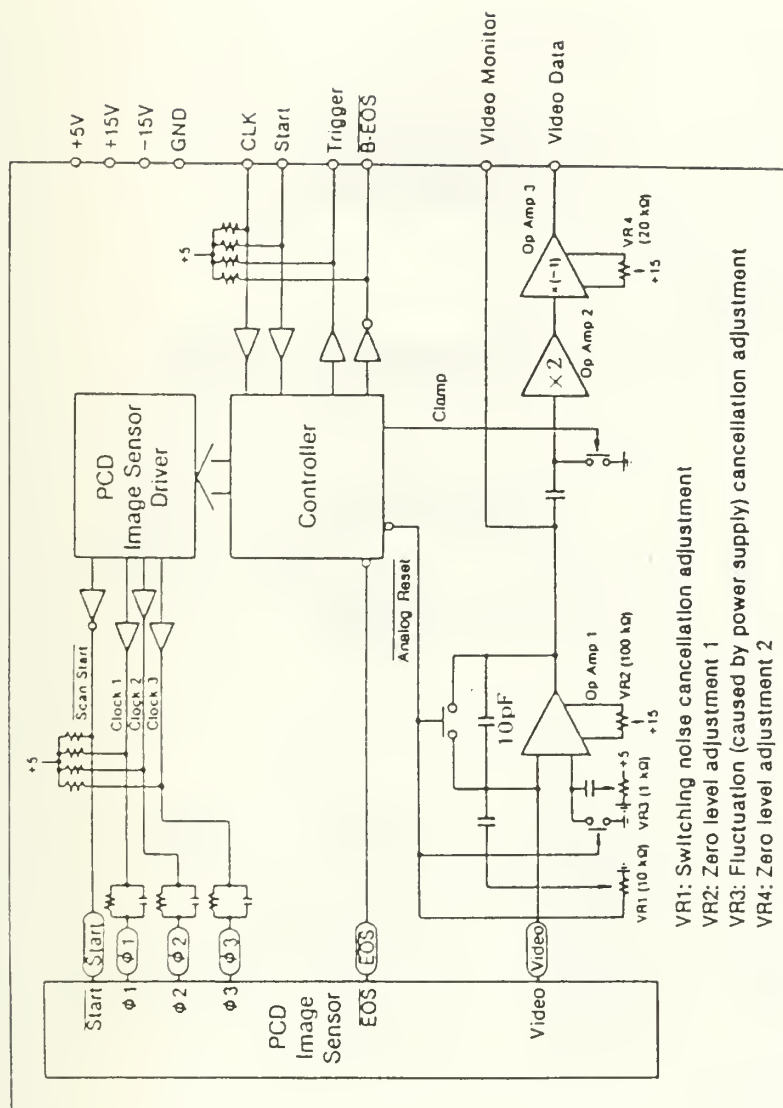 +5V
+15V
-15V
GND
CLK
Start
Trigger
B-EOS
Video Monitor
Video Data
+5
PCD
Image Sensor
Driver
Controller
Clamp
Analog Reset
Scan Start
Clock 1
Clock 2
Clock 3
+5
Start
Φ1
Φ2
Φ3
EOS
Video
Start
Φ1
Φ2
Φ3
EOS
Video
PCD
Image
Sensor
10pF
Op Amp 1
VR2 (100 kΩ)
+15
+5
VR3 (1 kΩ)
VR1 (10 kΩ)
×2
Op Amp 2
×(-1)
Op Amp 3
VR4
(20 kΩ)
+15
VR1: Switching noise cancellation adjustment
VR2: Zero level adjustment 1
VR3: Fluctuation (caused by power supply) cancellation adjustment
VR4: Zero level adjustment 2